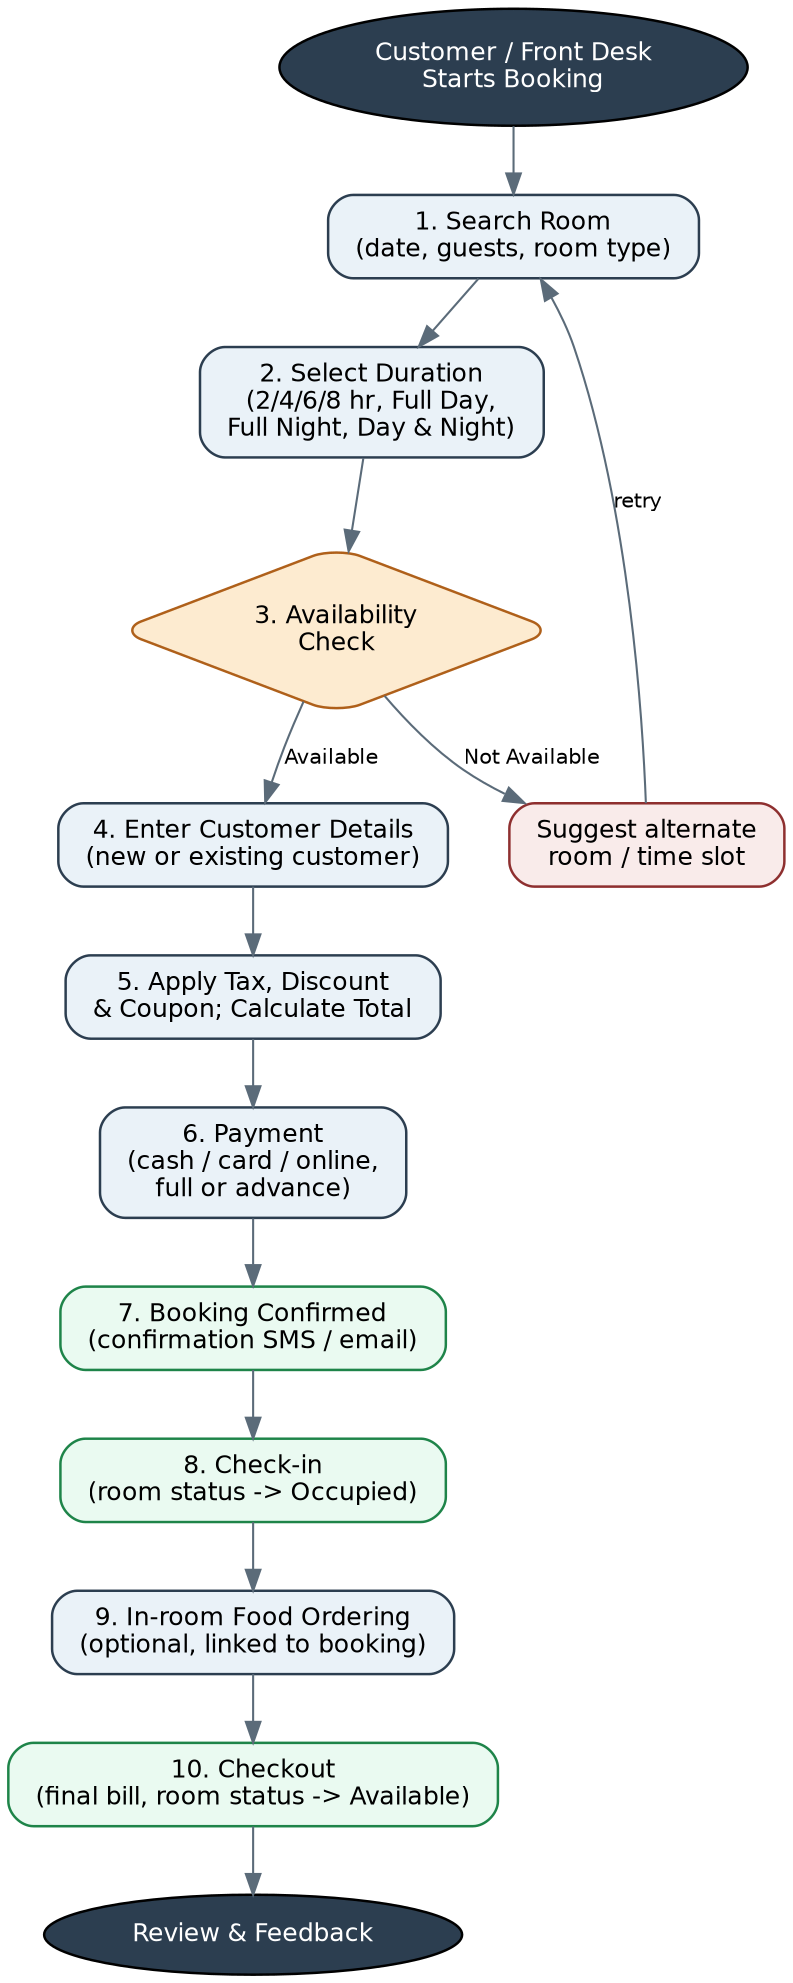 Customer / Front Desk
Starts Booking
1. Search Room
(date, guests, room type)
2. Select Duration
(2/4/6/8 hr, Full Day,
Full Night, Day & Night)
retry
3. Availability
Check
Available
Not Available
4. Enter Customer Details
(new or existing customer)
Suggest alternate
room / time slot
5. Apply Tax, Discount
& Coupon; Calculate Total
6. Payment
(cash / card / online,
full or advance)
7. Booking Confirmed
(confirmation SMS / email)
8. Check-in
(room status -> Occupied)
9. In-room Food Ordering
(optional, linked to booking)
10. Checkout
(final bill, room status -> Available)
Review & Feedback